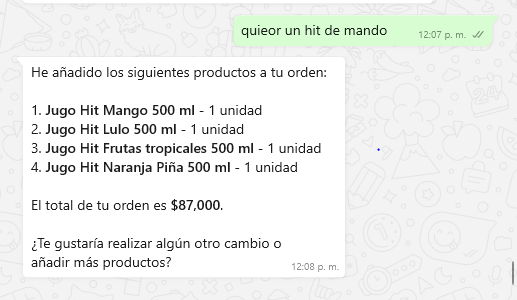 quieor un hit de mando
12:07 p. m.
He añadido los siguientes productos a tu orden:
1. Jugo Hit Mango 500 ml - 1 unidad
2. Jugo Hit Lulo 500 ml - 1 unidad
3. Jugo Hit Frutas tropicales 500 ml - 1 unidad
4. Jugo Hit Naranja Piña 500 ml - 1 unidad
El total de tu orden es $87,000.
¿Te gustaría realizar algún otro cambio o
añadir más productos?
12:08 p. m.